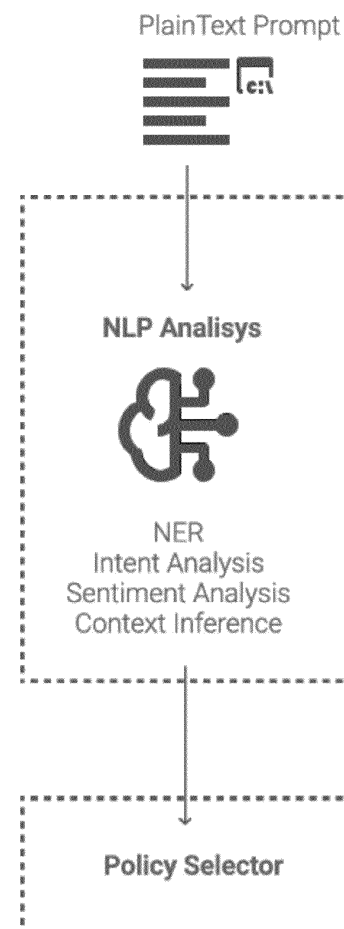 PlainText Prompt
c:\
NLP Analisys
NER
Intent Analysis
Sentiment Analysis
Context Inference
Policy Selector